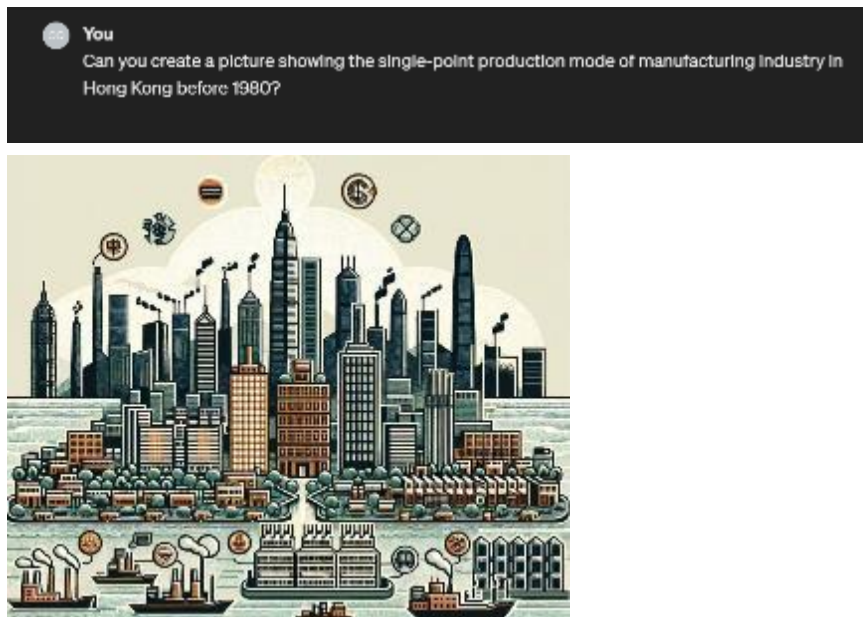 You
Can you create a picture showing the single-point production mode of manufacturing industry in
Hong Kong before 1980?